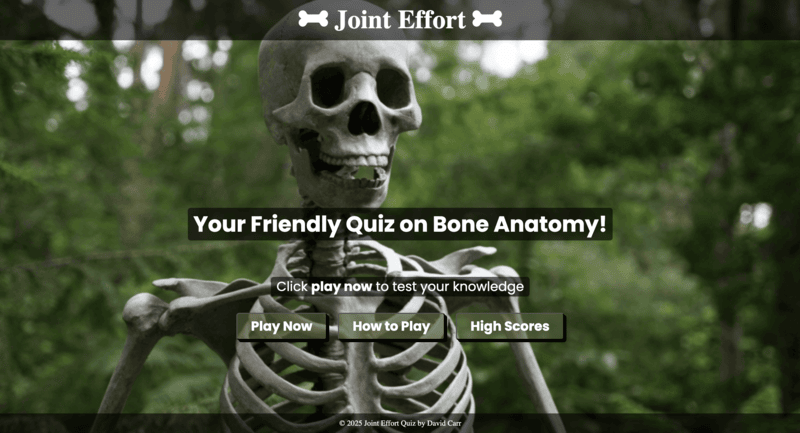 Joint Effort
Your Friendly Quiz on Bone Anatomy!
Click play now to test your knowledge
Play Now
How to Play
High Scores
© 2025 Joint Effort Quiz by David Carr